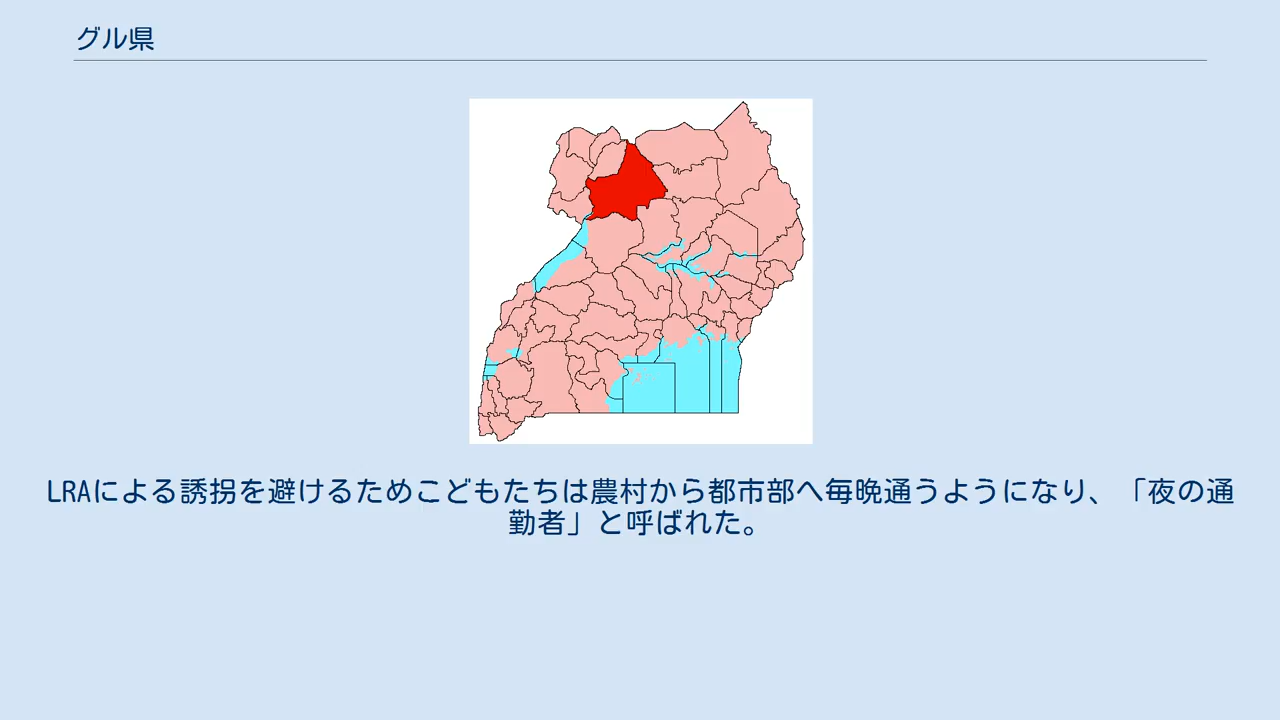 グル県
LRAによる誘拐を避けるためこどもたちは農村から都市部へ毎晩通うようになり、「夜の通
勤者」と呼ばれた。